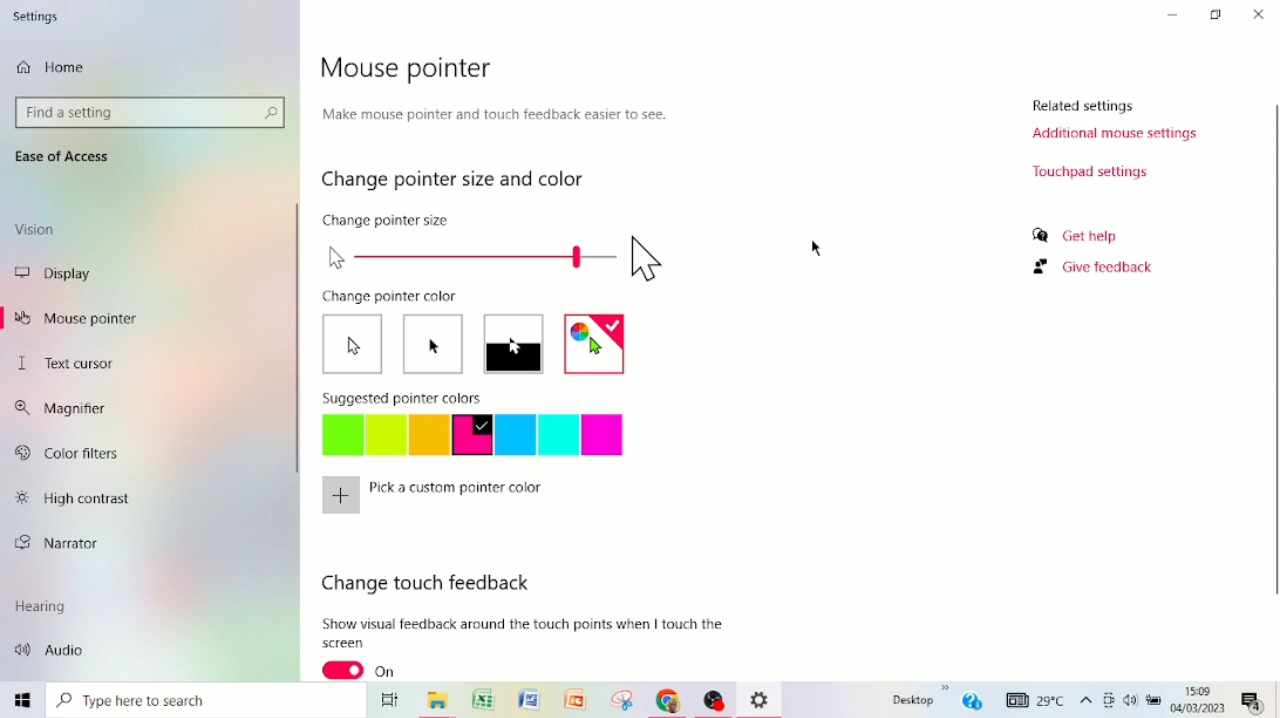 Settings
Home
Find a setting
Ease of Access
Vision
Display
Mouse pointer
Text cursor
Magnifier
Color filters
High contrast
Narrator
Hearing
Audio
Mouse pointer
Make mouse pointer and touch feedback easier to see.
Change pointer size and color
Change pointer size
Change pointer color
Suggested pointer colors
Pick a custom pointer color
Change touch feedback
Show visual feedback around the touch points when I touch the
screen
On
Related settings
Additional mouse settings
Touchpad settings
Get help
Give feedback
Type here to search
Desktop
29°C
15:09
04/03/2023
4